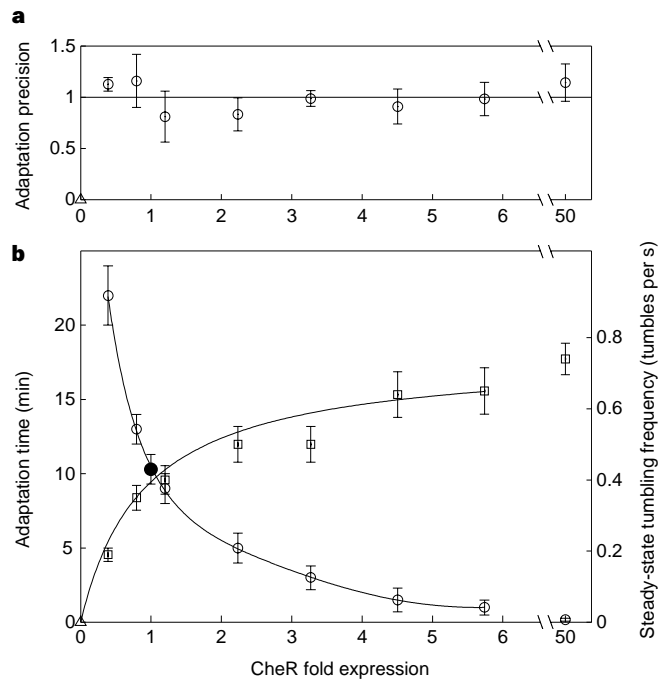 a
Adaptation precision
1.5
1
0.5
0
0 1 2 3 4 5 6 50
b
Adaptation time (min)
20
15
10
5
0
0.8
0.6
0.4
0.2
0
Steady-state tumbling frequency (tumbles per s)
0 1 2 3 4 5 6 50
CheR fold expression